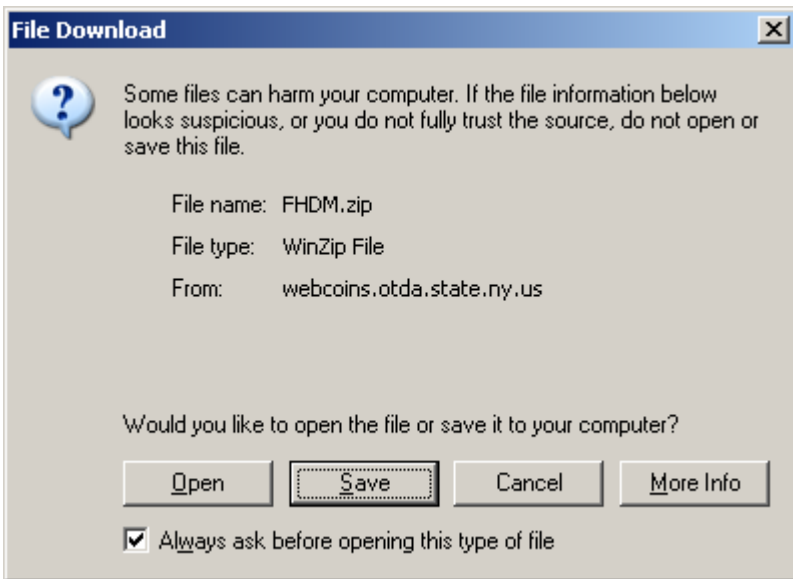 File Download
Some files can harm your computer. If the file information below
looks suspicious, or you do not fully trust the source, do not open or
save this file.
File name: FHDM.zip
File type: WinZip File
From: webcoins.otda.state.ny.us
Would you like to open the file or save it to your computer?
Open Save Cancel More Info
Always ask before opening this type of file